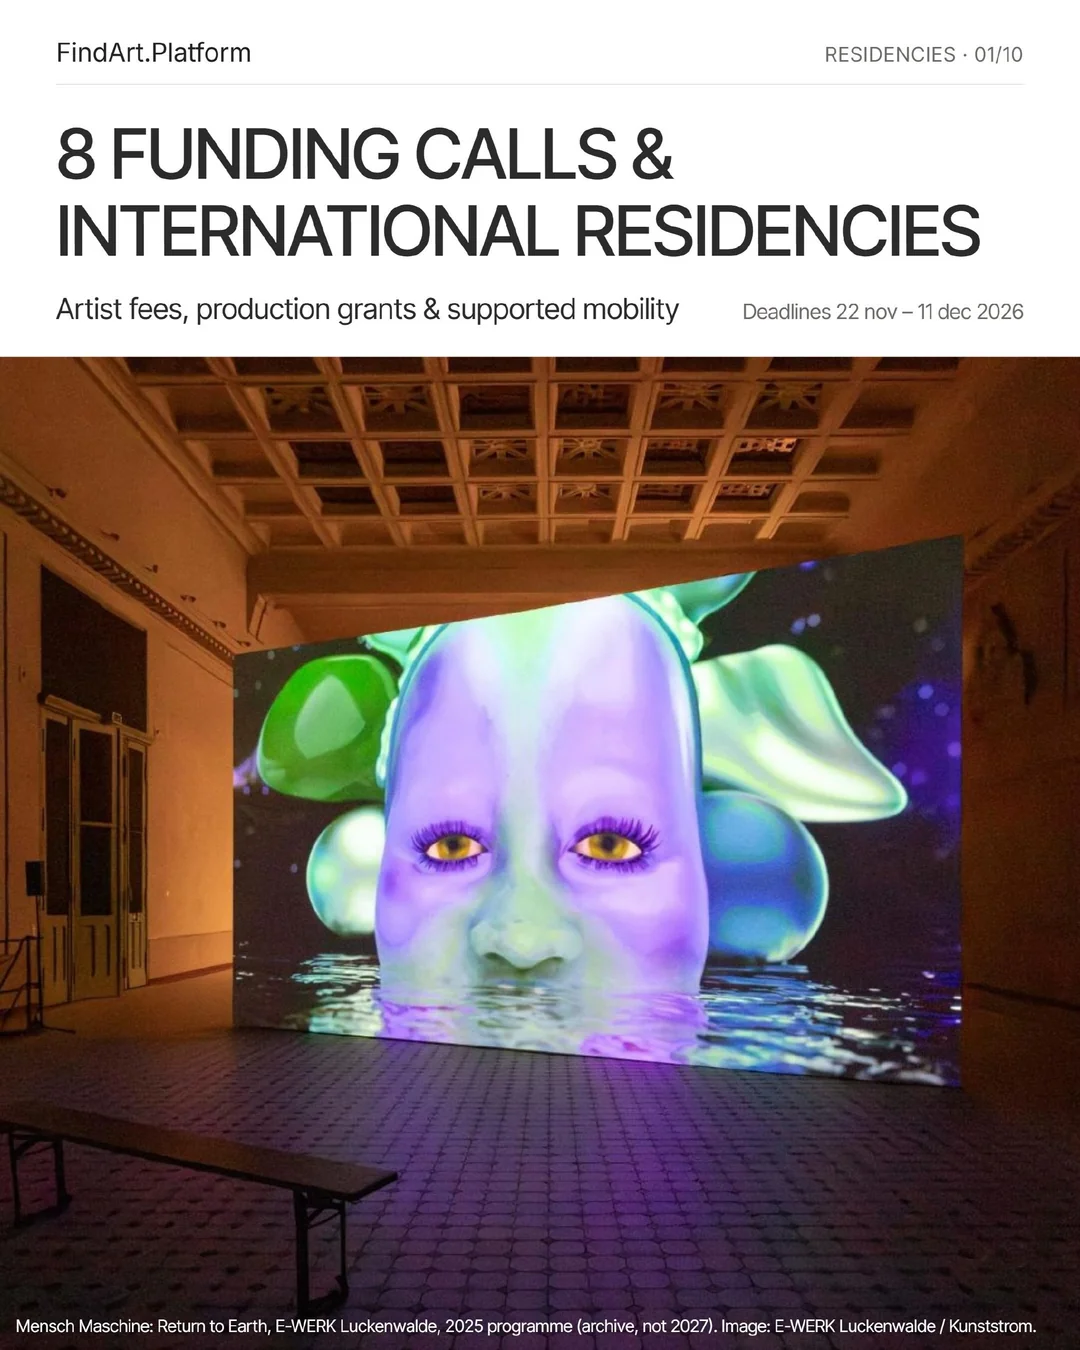 FindArt.Platform
RESIDENCIES · 01/10
8 FUNDING CALLS &
INTERNATIONAL RESIDENCIES
Artist fees, production grants & supported mobility
Deadlines 22 nov – 11 dec 2026
Mensch Maschine: Return to Earth, E-WERK Luckenwalde, 2025 programme (archive, not 2027). Image: E-WERK Luckenwalde / Kunststrom.